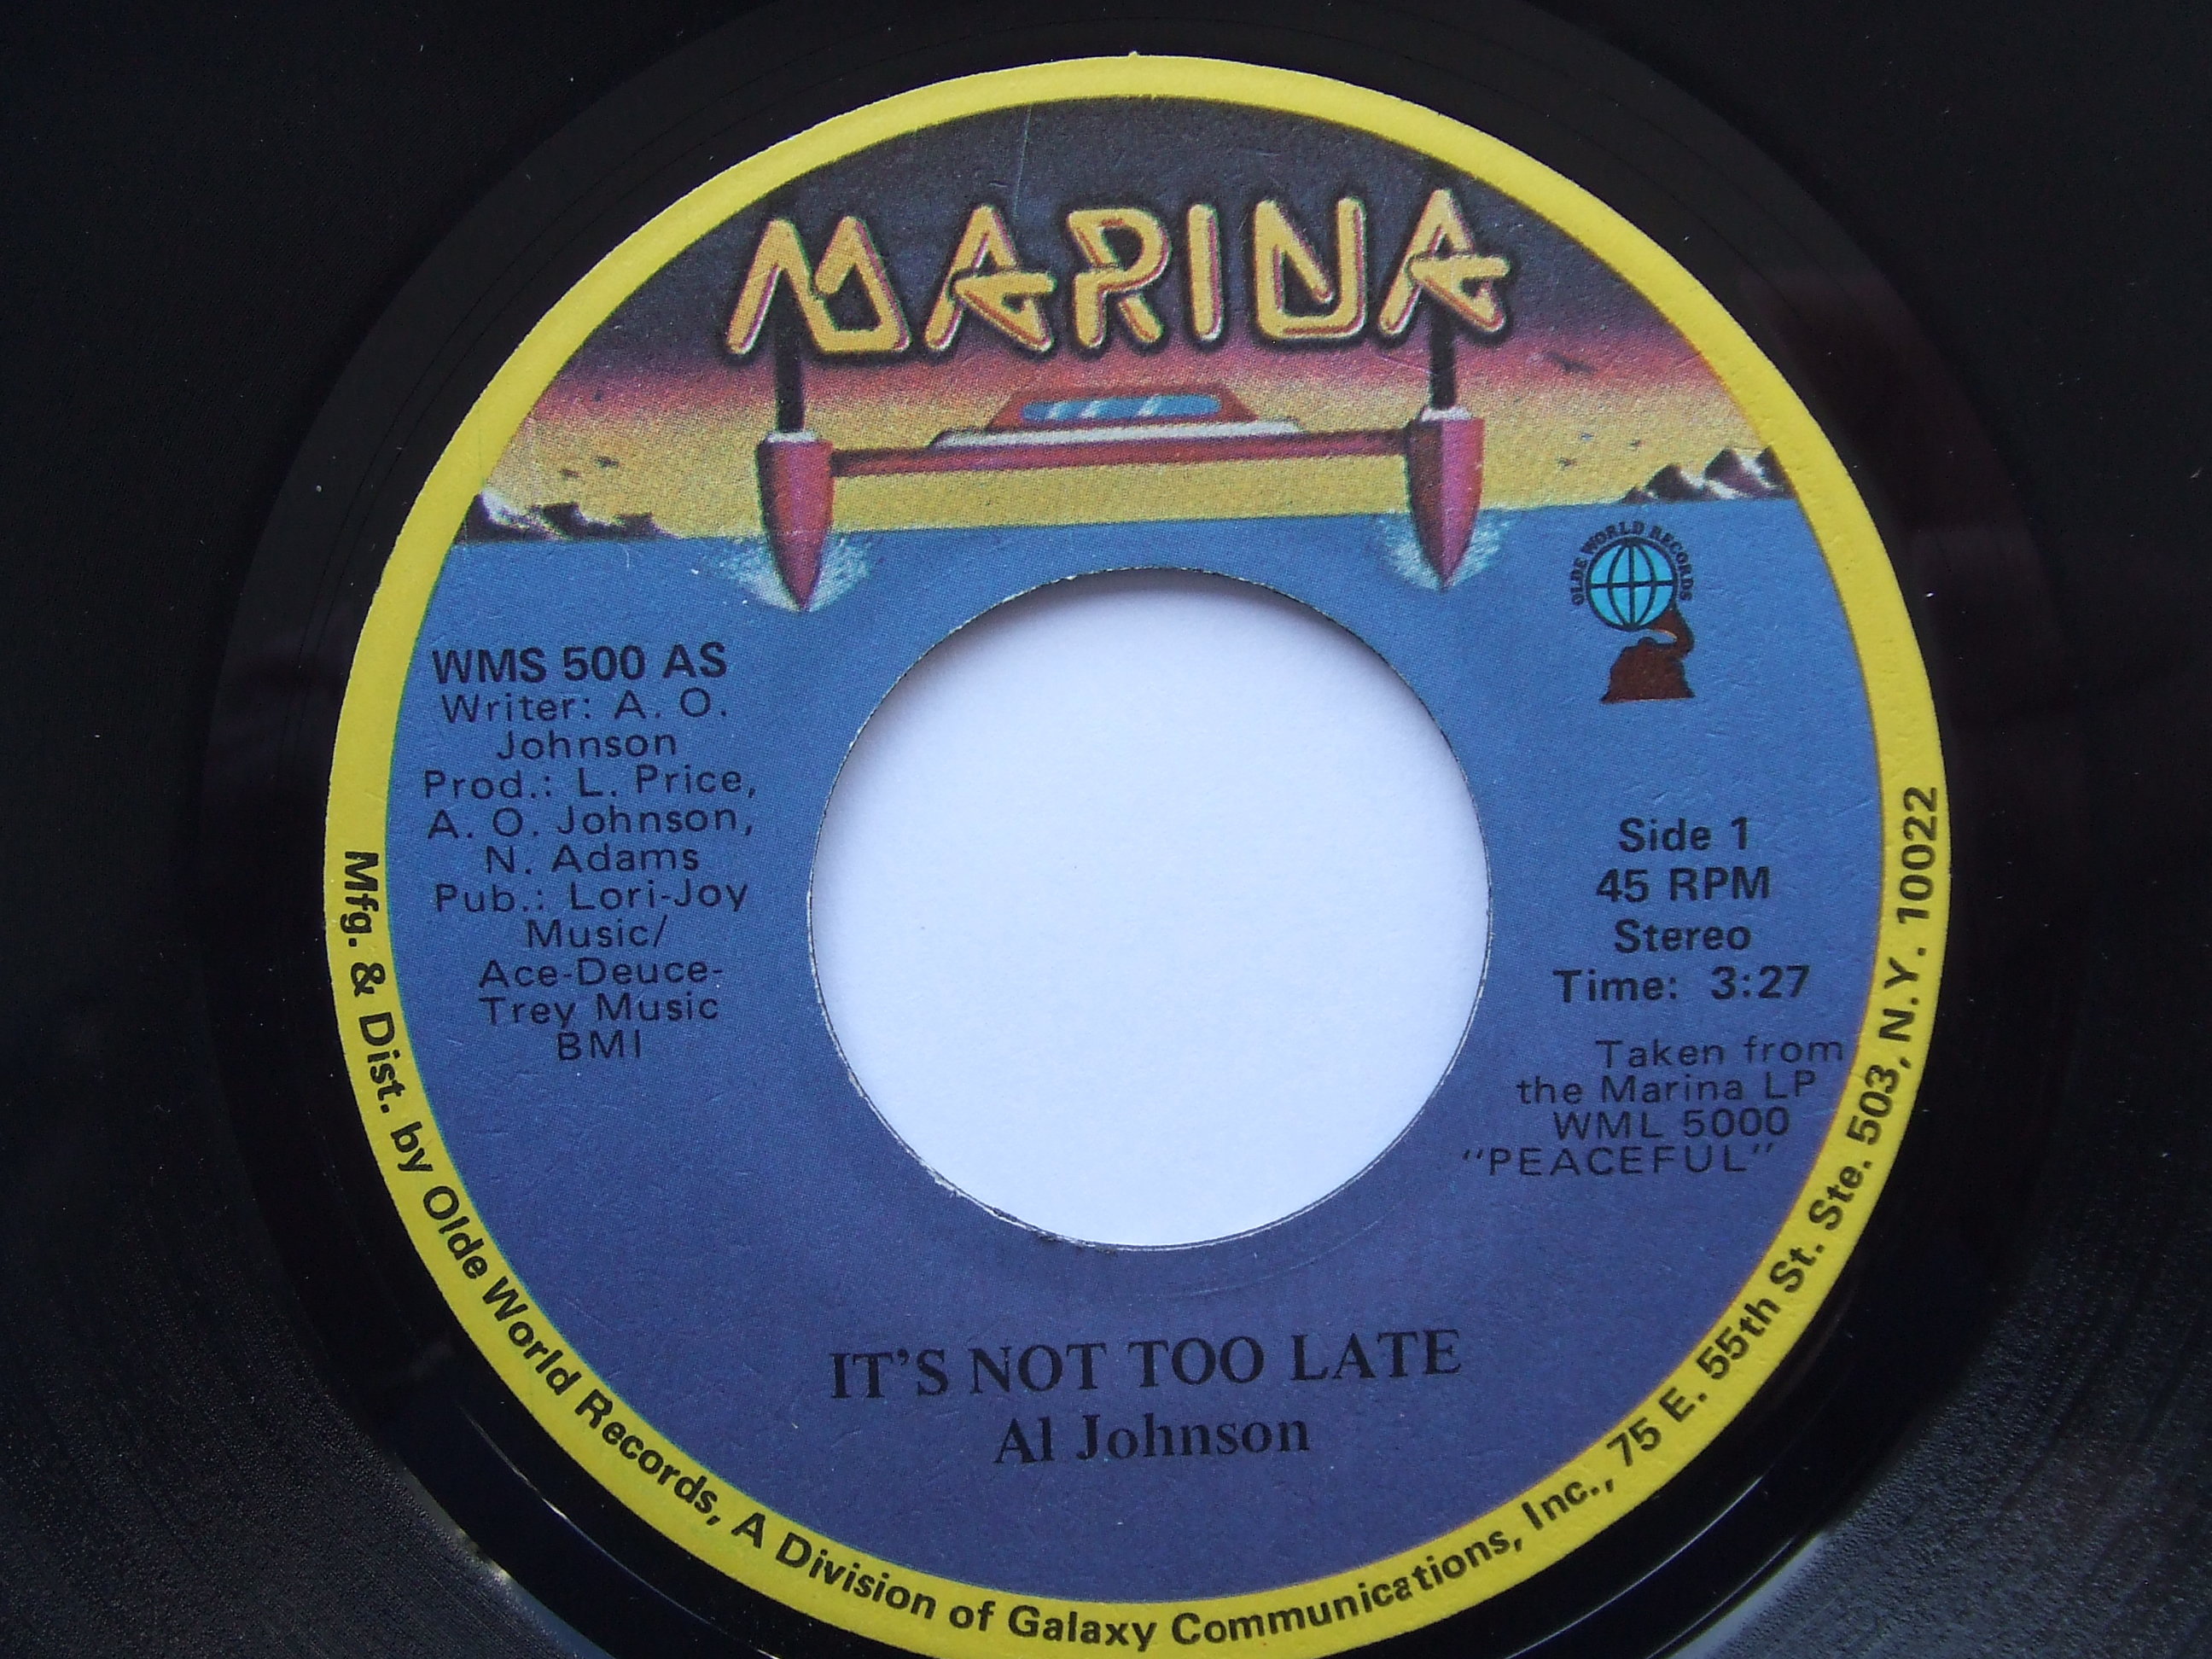 MARINA
OLDE WORLD RECORDS
WMS 500 AS
Writer: A. O.
Johnson
Prod.: L. Price,
A. O. Johnson,
N. Adams
Pub.: Lori-Joy
Music/
Ace-Deuce-
Trey Music
BMI
Side 1
45 RPM
Stereo
Time: 3:27
Taken from
the Marina LP
WML 5000
"PEACEFUL"
IT'S NOT TOO LATE
Al Johnson
Mfg. & Dist. by Olde World Records, A Division of Galaxy Communications, Inc., 75 E. 55th St. Ste. 503, N.Y. 10022